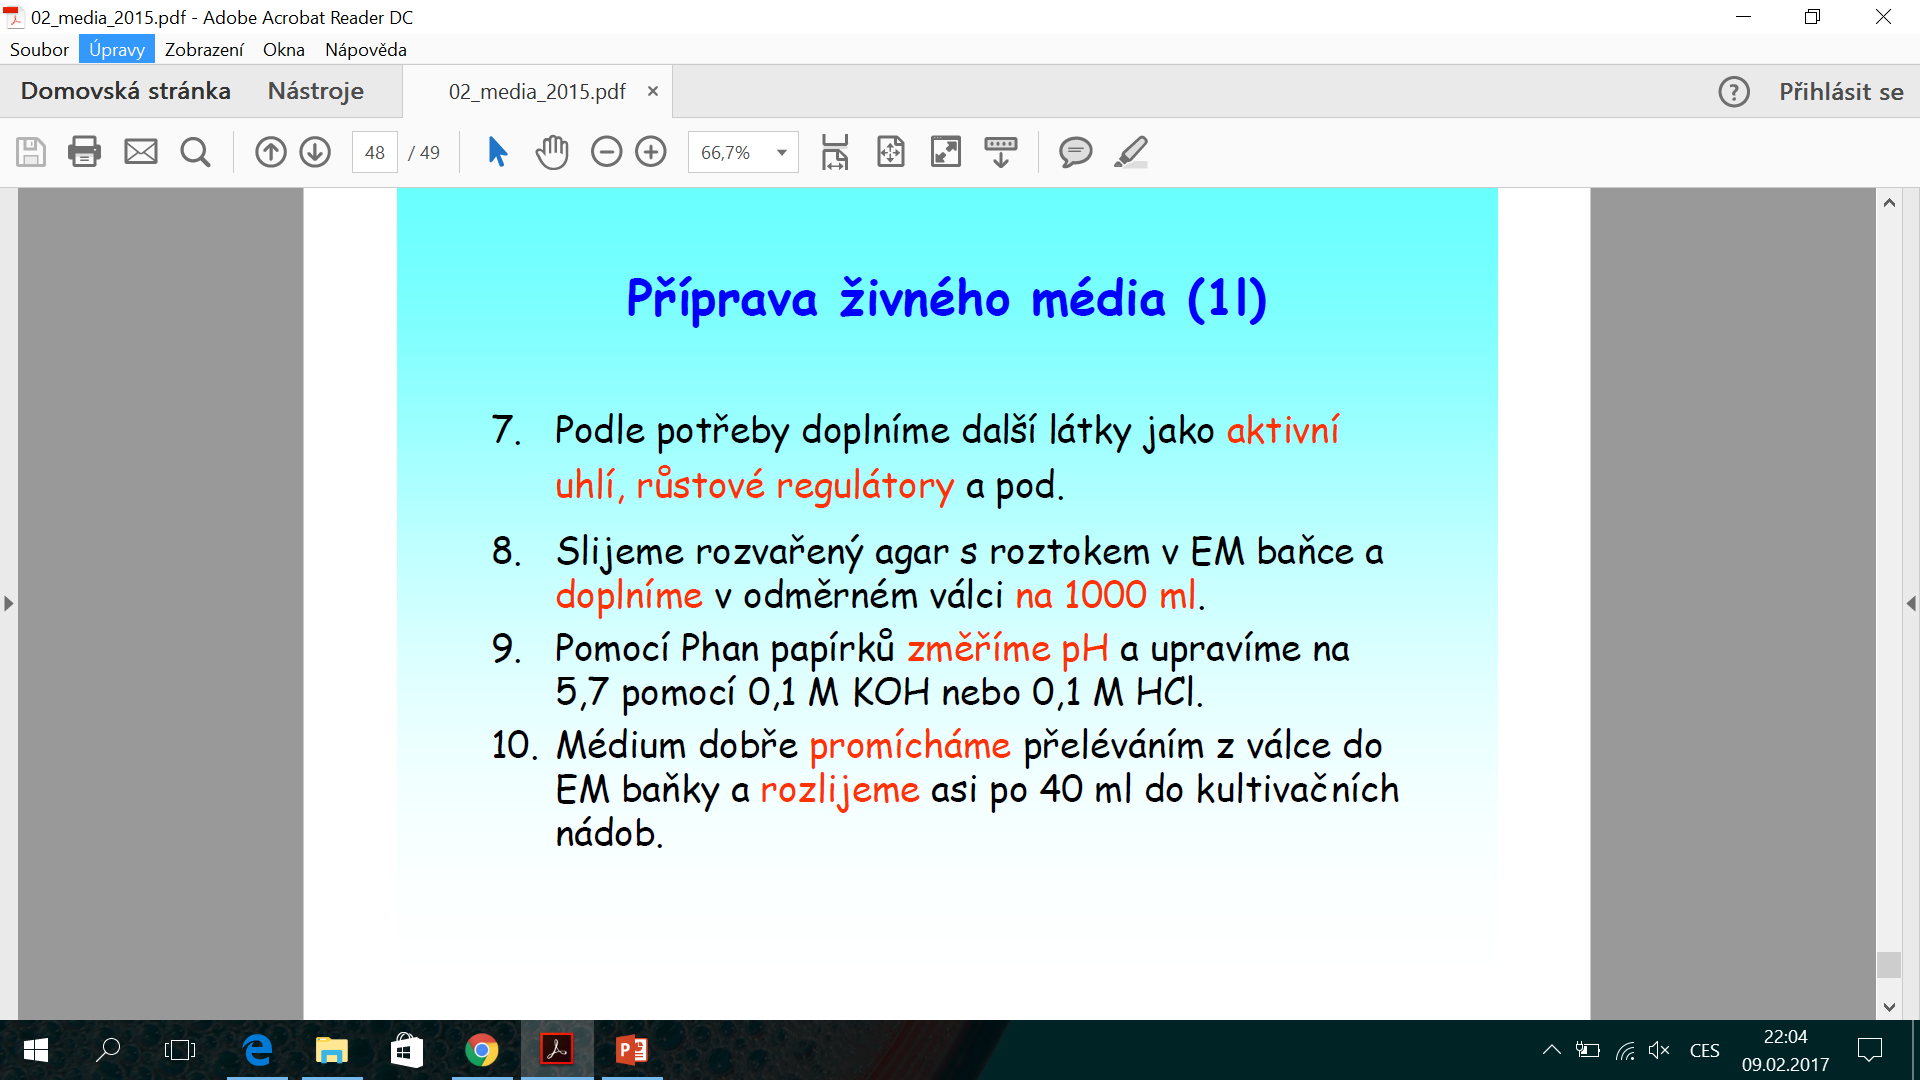 02_media_2015.pdf - Adobe Acrobat Reader DC
Soubor Úpravy Zobrazení Okna Nápověda
Domovská stránka Nástroje 02_media_2015.pdf × ? Přihlásit se
48 / 49 66,7%
Příprava živného média (1l)
7. Podle potřeby doplníme další látky jako aktivní
uhlí, růstové regulátory a pod.
8. Slijeme rozvařený agar s roztokem v EM baňce a
doplníme v odměrném válci na 1000 ml.
9. Pomocí Phan papírků změříme pH a upravíme na
5,7 pomocí 0,1 M KOH nebo 0,1 M HCl.
10. Médium dobře promícháme přeléváním z válce do
EM baňky a rozlijeme asi po 40 ml do kultivačních
nádob.
CES
22:04
09.02.2017